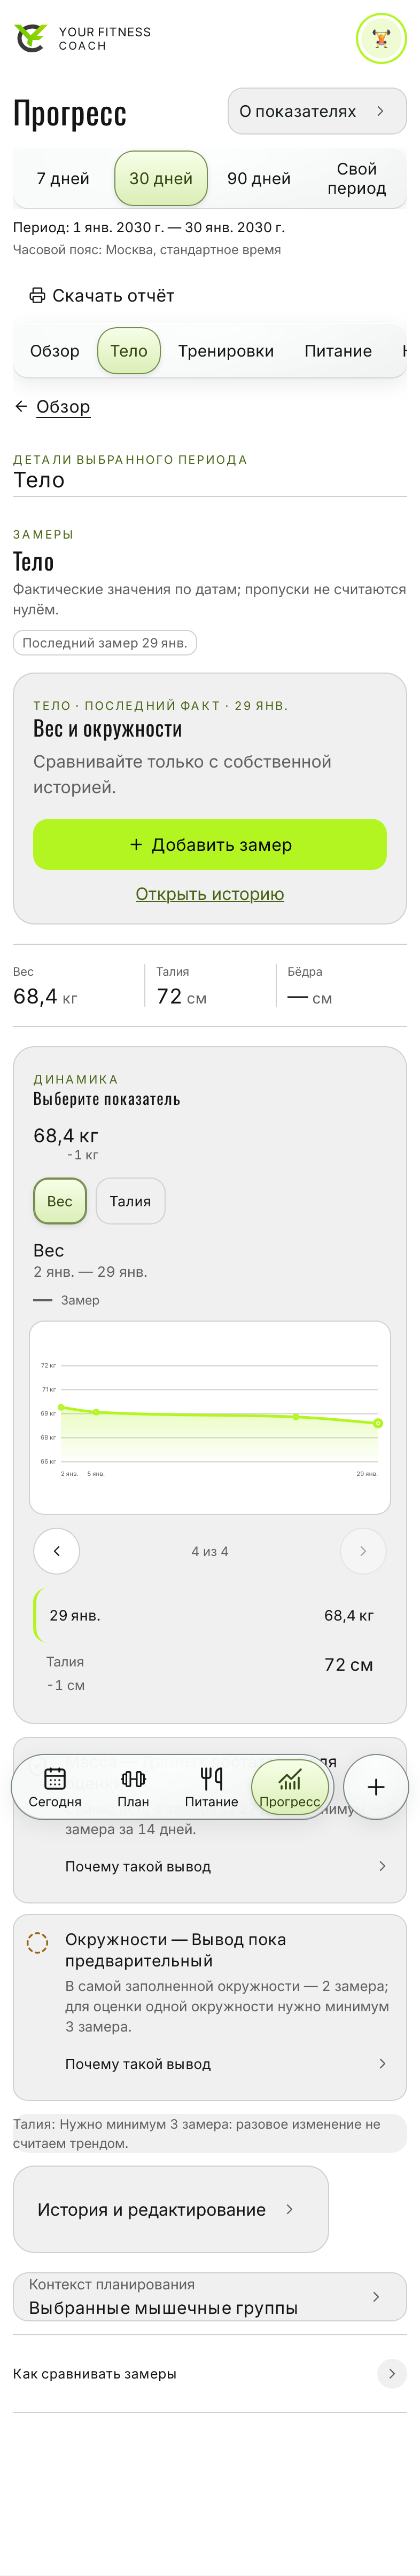 YOUR FITNESS
COACH
Прогресс
О показателях
7 дней
30 дней
90 дней
Свой
период
Период: 1 янв. 2030 г. — 30 янв. 2030 г.
Часовой пояс: Москва, стандартное время
Скачать отчёт
Обзор
Тело
Тренировки
Питание
Обзор
ДЕТАЛИ ВЫБРАННОГО ПЕРИОДА
Тело
ЗАМЕРЫ
Тело
Фактические значения по датам; пропуски не считаются
нулём.
Последний замер 29 янв.
ТЕЛО · ПОСЛЕДНИЙ ФАКТ · 29 ЯНВ.
Вес и окружности
Сравнивайте только с собственной
историей.
+ Добавить замер
Открыть историю
Вес
68,4 кг
Талия
72 см
Бёдра
— см
ДИНАМИКА
Выберите показатель
68,4 кг
-1 кг
Вес
Талия
Вес
2 янв. — 29 янв.
Замер
72 кг
71 кг
69 кг
68 кг
66 кг
2 янв.
5 янв.
29 янв.
4 из 4
29 янв.
68,4 кг
Талия
72 см
-1 см
Сегодня
План
Питание
Прогресс
замера за 14 дней.
Почему такой вывод
Окружности — Вывод пока
предварительный
В самой заполненной окружности — 2 замера;
для оценки одной окружности нужно минимум
3 замера.
Почему такой вывод
Талия: Нужно минимум 3 замера: разовое изменение не
считаем трендом.
История и редактирование
Контекст планирования
Выбранные мышечные группы
Как сравнивать замеры